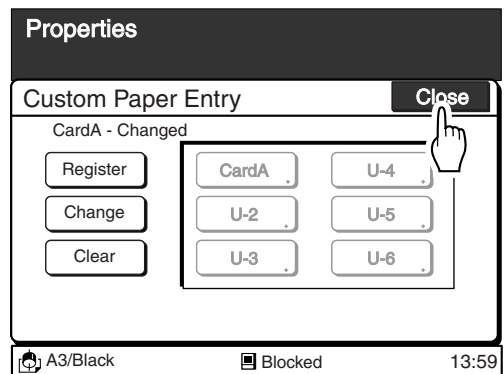 Properties
Custom Paper Entry Close
CardA - Changed
Register CardA U-4
Change U-2 U-5
Clear U-3 U-6
A3/Black Blocked 13:59